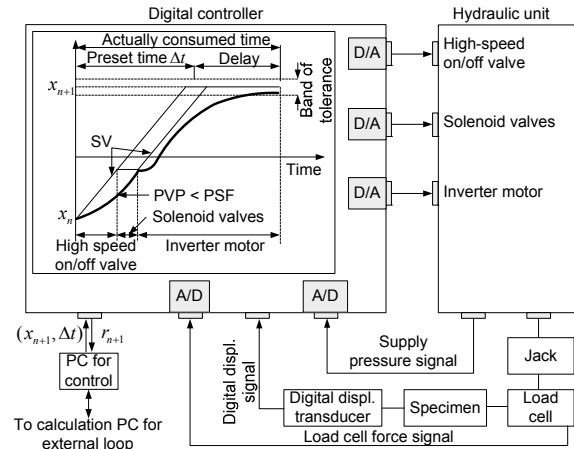 Digital controller
Hydraulic unit
Actually consumed time
Preset time Δt
Delay
x_{n+1}
Band of
tolerance
SV
Time
x_n
PVP < PSF
Solenoid valves
High speed
on/off valve
Inverter motor
D/A
High-speed
on/off valve
D/A
Solenoid valves
D/A
Inverter motor
A/D
A/D
(x_{n+1}, Δt)
r_{n+1}
PC for
control
To calculation PC for
external loop
Digital displ.
signal
Supply
pressure signal
Jack
Digital displ.
transducer
Specimen
Load
cell
Load cell force signal